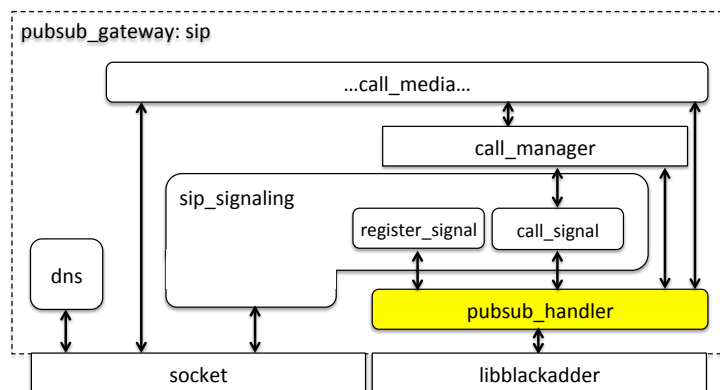 pubsub_gateway: sip
...call_media...
call_manager
sip_signaling
register_signal
call_signal
dns
pubsub_handler
socket
libblackadder